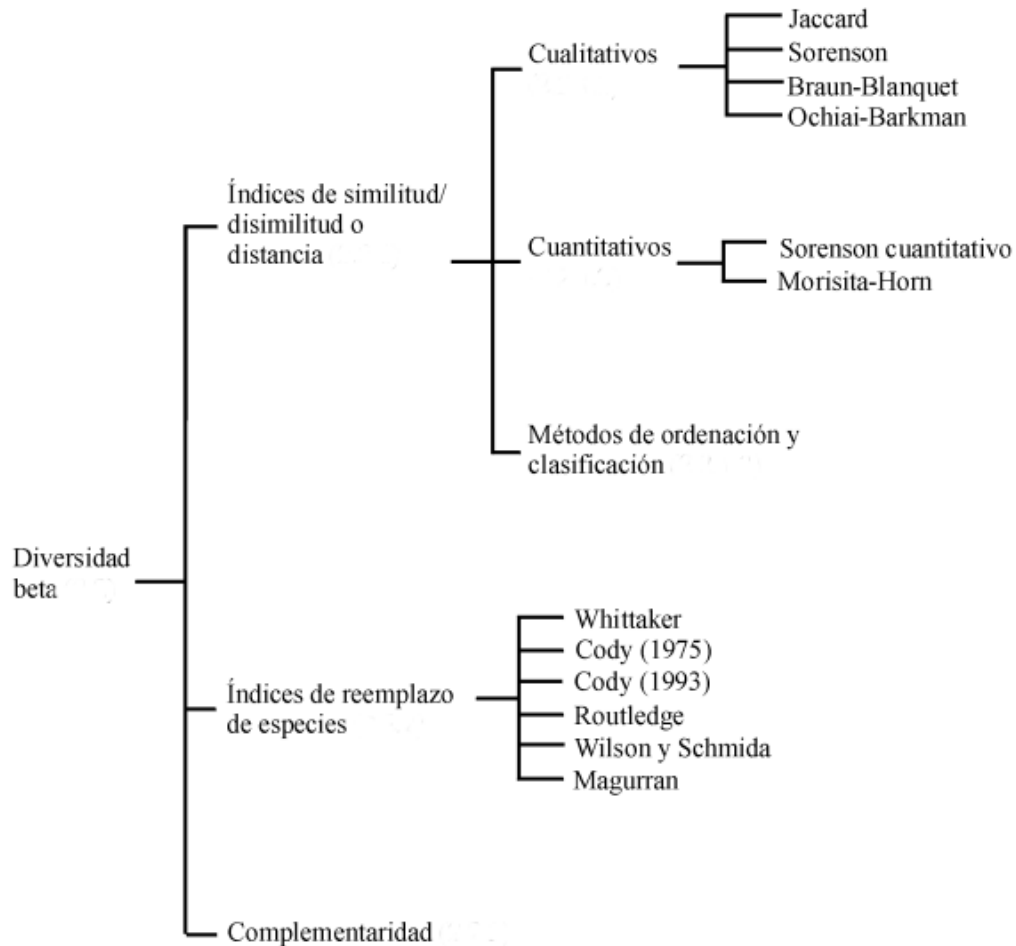 Diversidad
beta
Índices de similitud/
disimilitud o
distancia
Cualitativos
Jaccard
Sorenson
Braun-Blanquet
Ochiai-Barkman
Cuantitativos
Sorenson cuantitativo
Morisita-Horn
Métodos de ordenación y
clasificación
Índices de reemplazo
de especies
Whittaker
Cody (1975)
Cody (1993)
Routledge
Wilson y Schmida
Magurran
Complementaridad